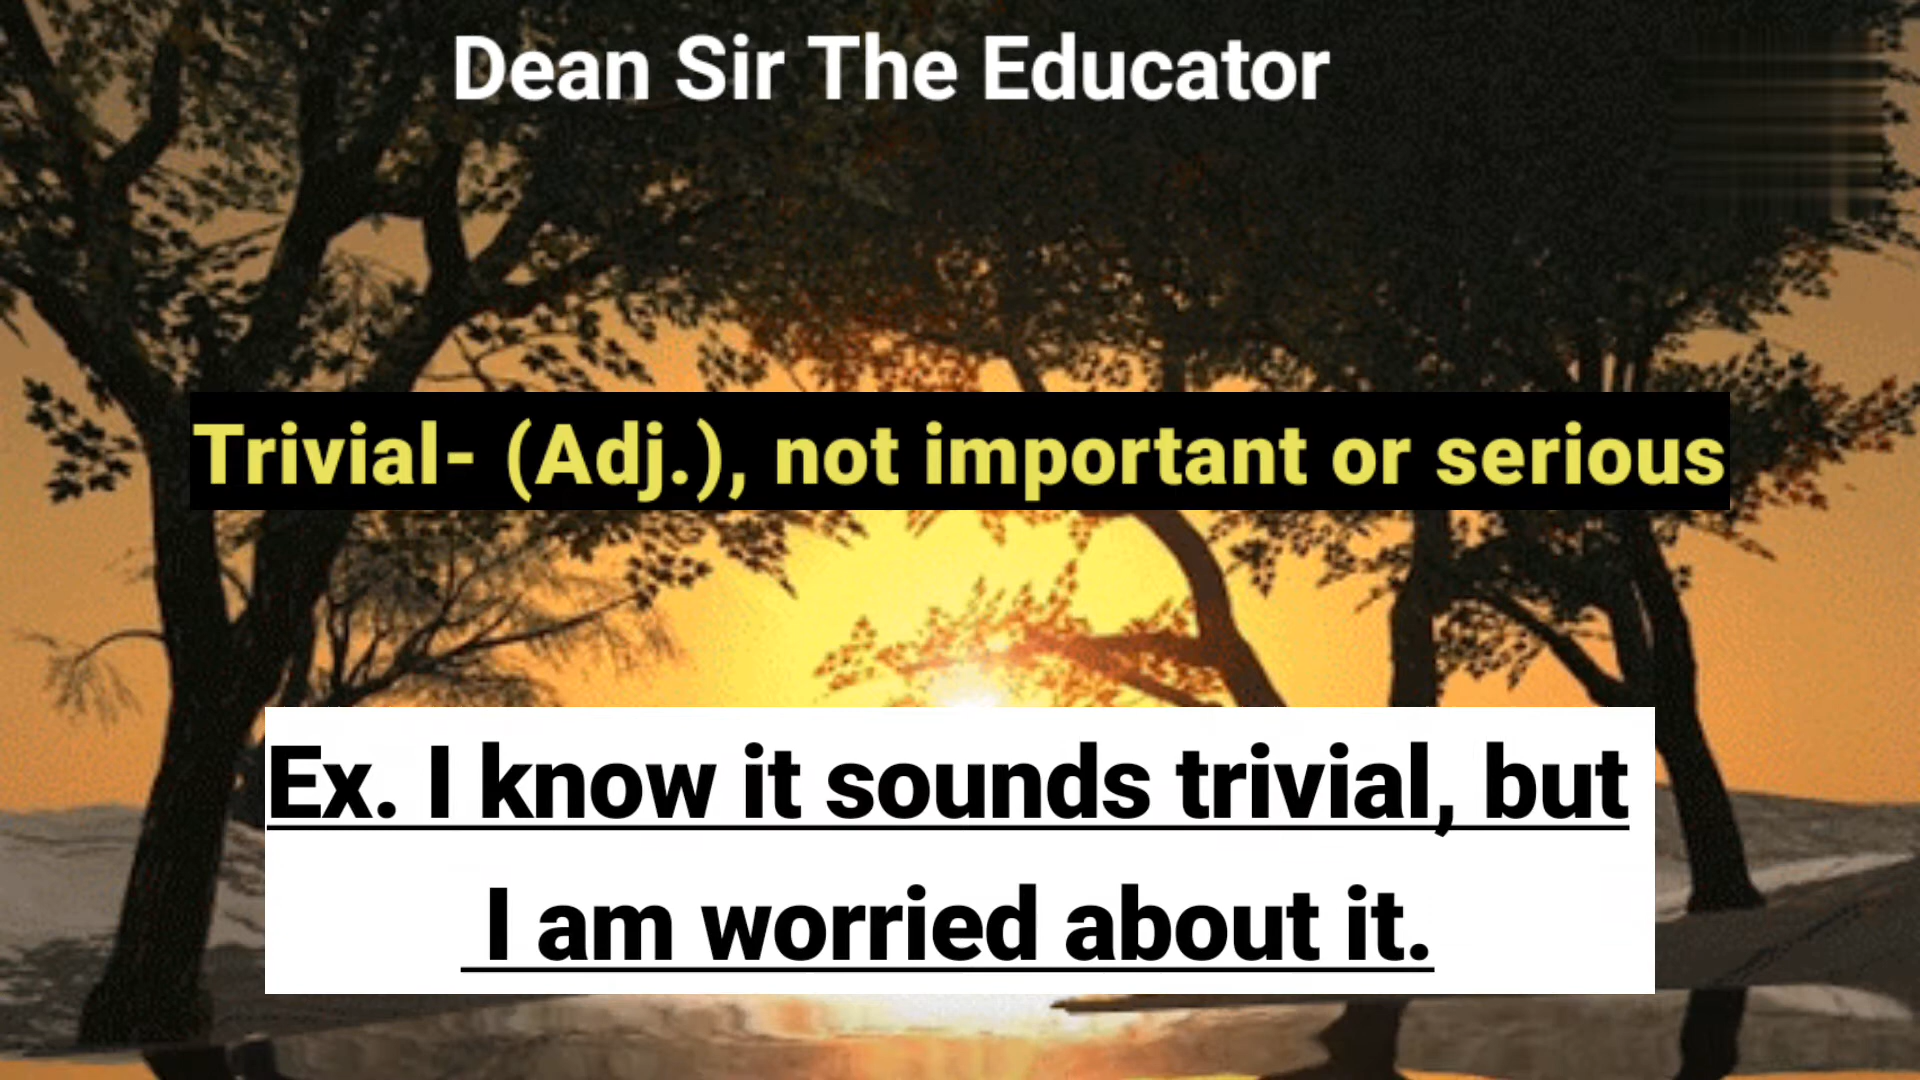 Dean Sir The Educator
Trivial- (Adj.), not important or serious
Ex. I know it sounds trivial, but
I am worried about it.